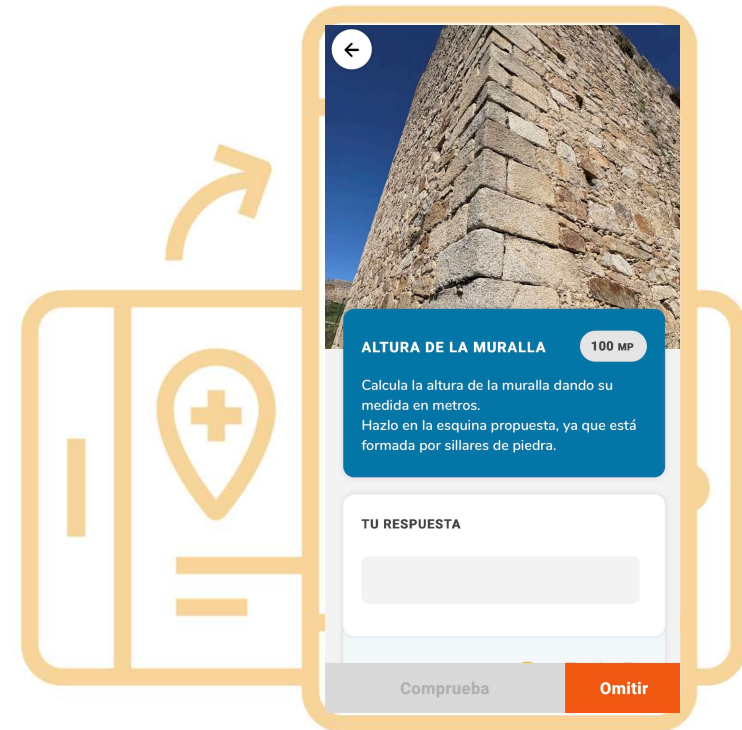 ALTURA DE LA MURALLA
100 MP
Calcula la altura de la muralla dando su
medida en metros.
Hazlo en la esquina propuesta, ya que está
formada por sillares de piedra.
TU RESPUESTA
Comprueba
Omitir